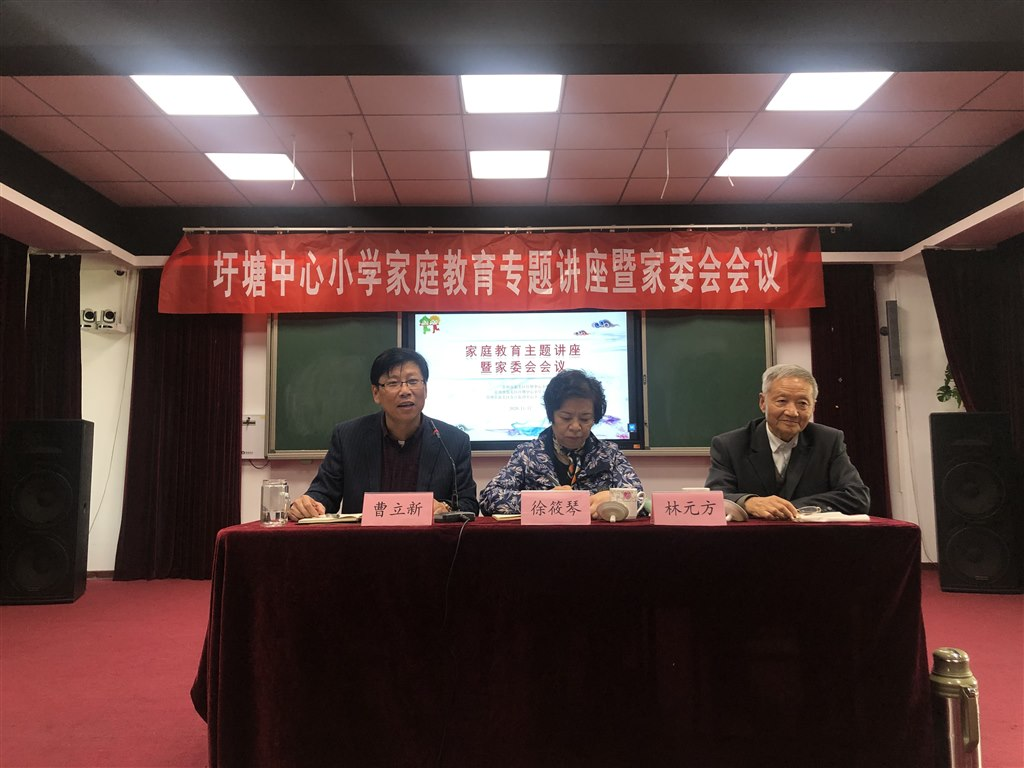 圩塘中心小学家庭教育专题讲座暨家委会会议
家庭教育主题讲座
暨家委会会议
曹立新
徐筱琴
林元方